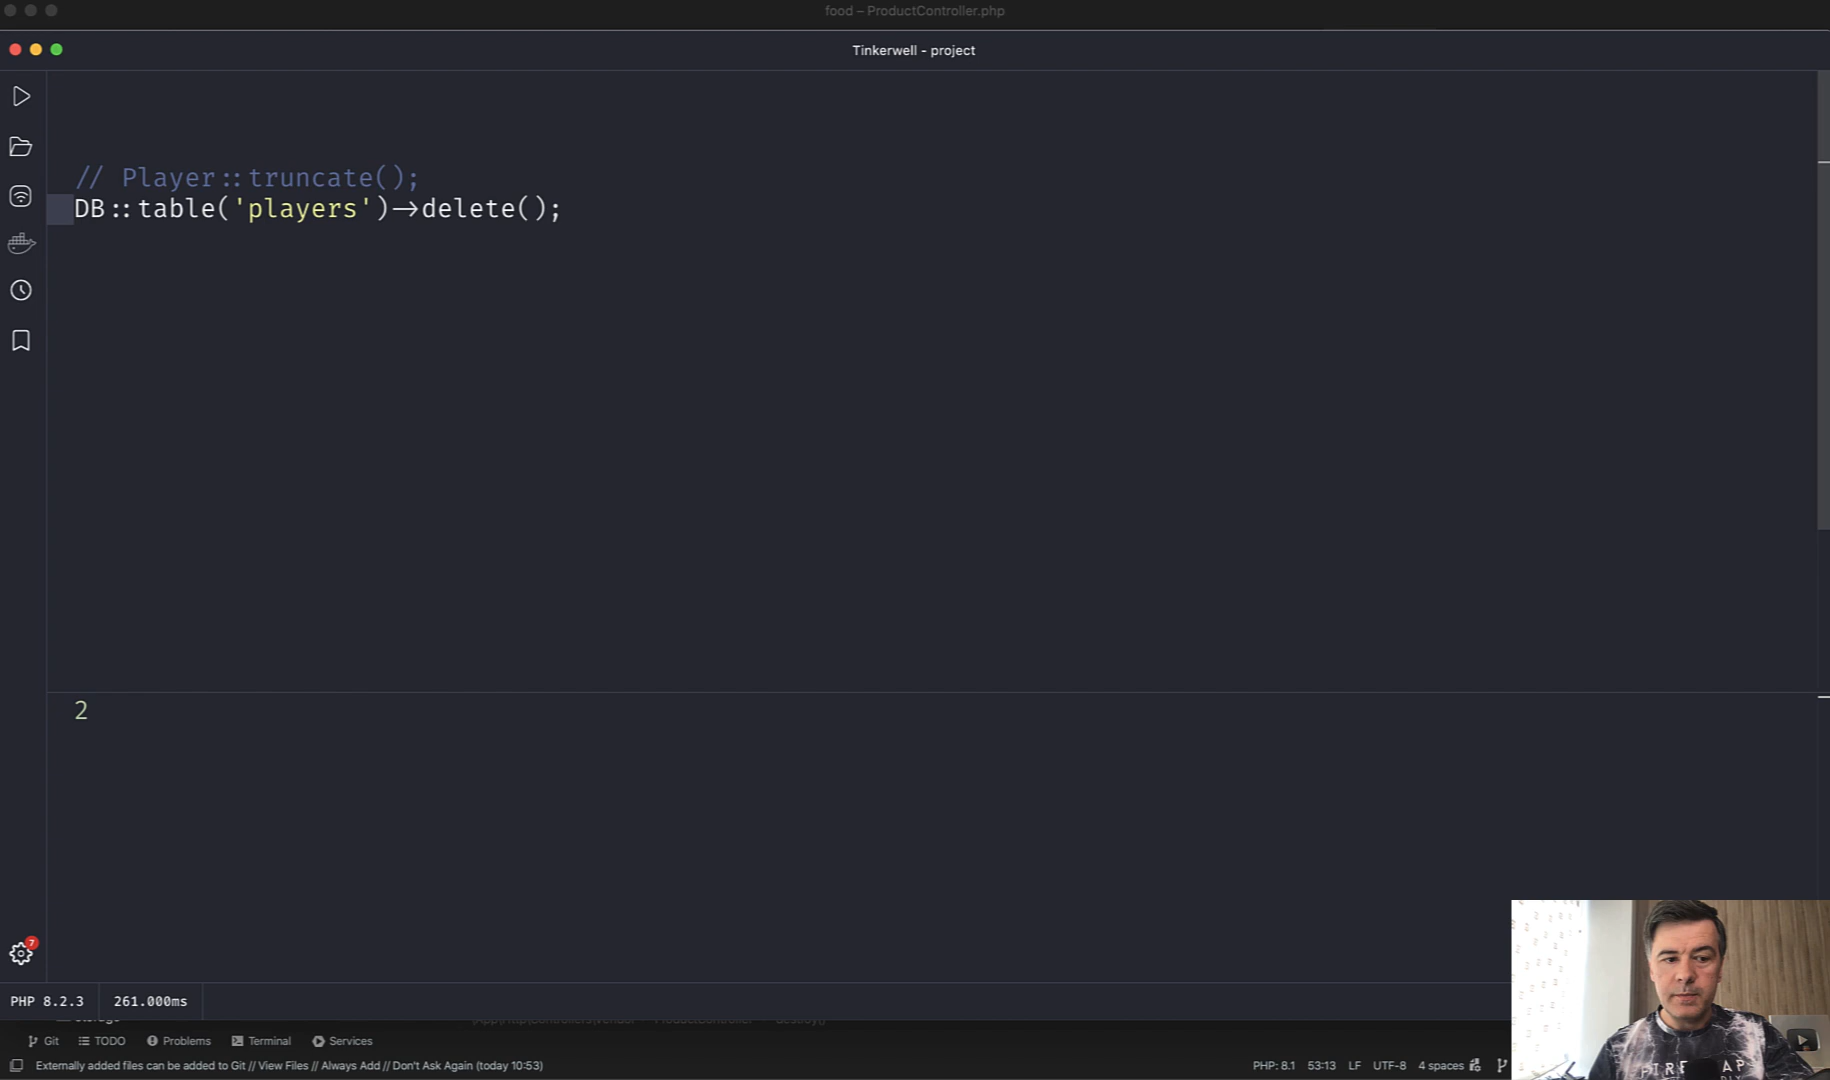 food – ProductController.php
Tinkerwell - project
// Player::truncate();
DB::table('players')->delete();
2
7
PHP 8.2.3 261.000ms
Git TODO Problems Terminal Services
Externally added files can be added to Git // View Files // Always Add // Don't Ask Again (today 10:53) PHP: 8.1 53:13 LF UTF-8 4 spaces